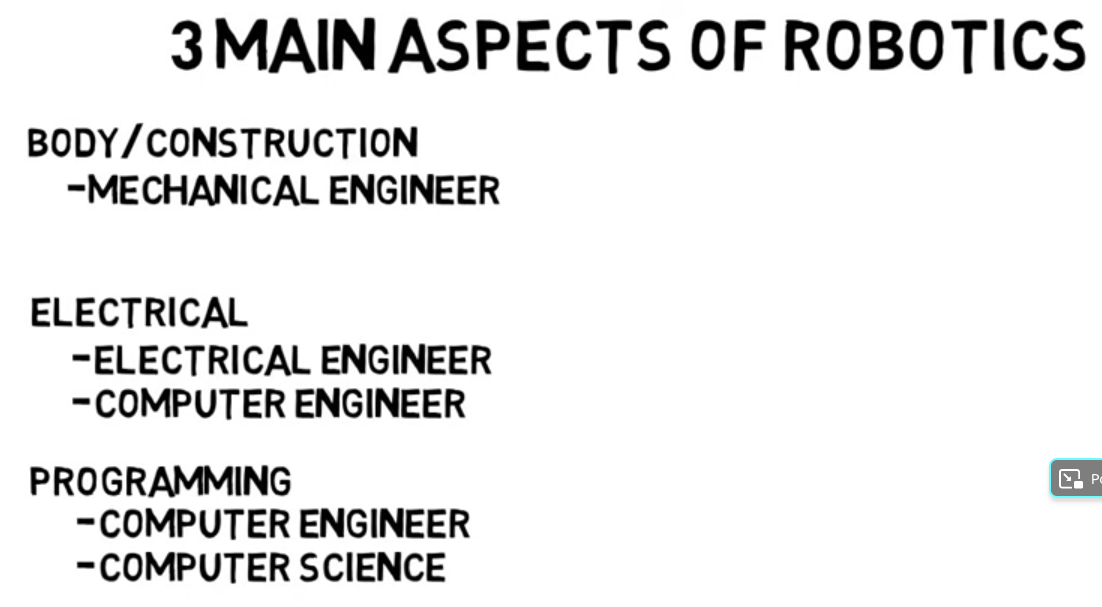 3 MAIN ASPECTS OF ROBOTICS
BODY/CONSTRUCTION
-MECHANICAL ENGINEER
ELECTRICAL
-ELECTRICAL ENGINEER
-COMPUTER ENGINEER
PROGRAMMING
-COMPUTER ENGINEER
-COMPUTER SCIENCE